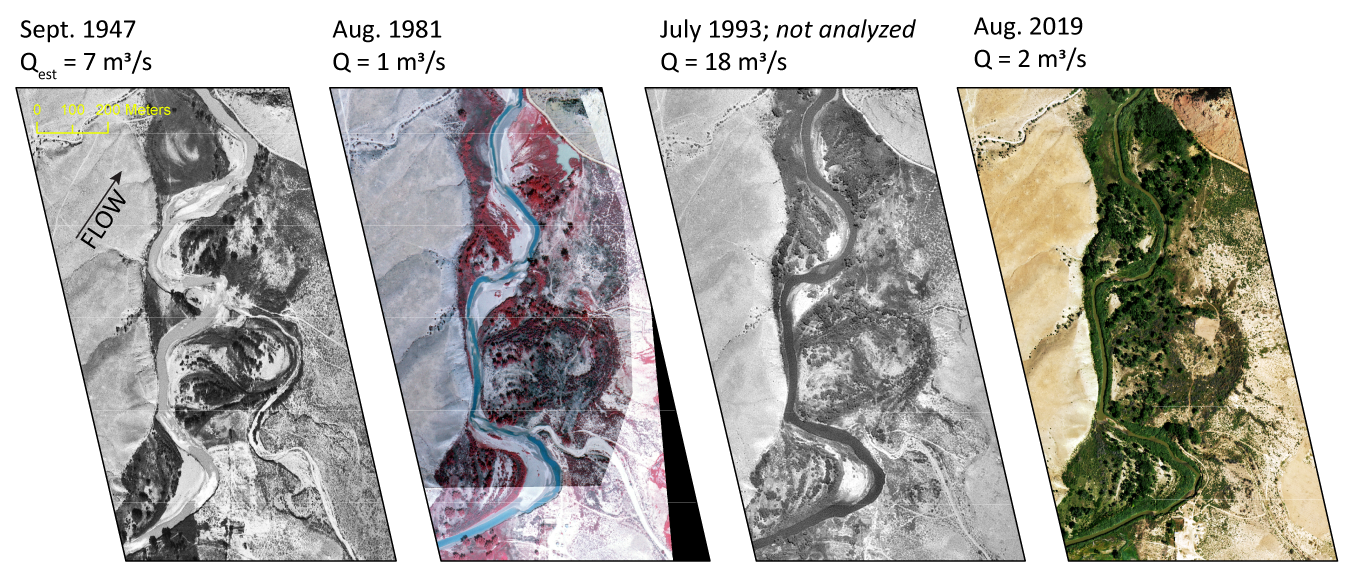 Sept. 1947
Qest = 7 m³/s
Aug. 1981
Q = 1 m³/s
July 1993; not analyzed
Q = 18 m³/s
Aug. 2019
Q = 2 m³/s
0 100 200 Meters
FLOW